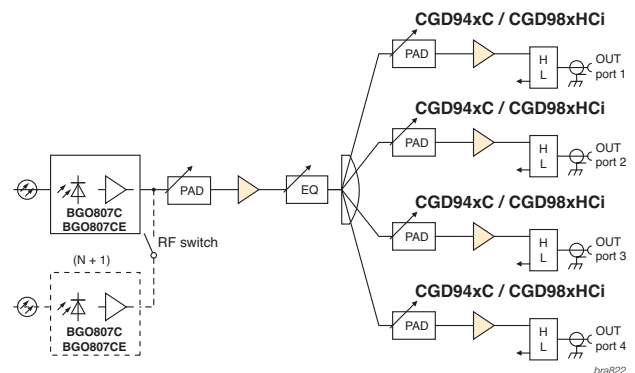 CGD94xC / CGD98xHCi
PAD
H
L
OUT
port 1
CGD94xC / CGD98xHCi
PAD
H
L
OUT
port 2
BGO807C
BGO807CE
PAD
EQ
RF switch
(N + 1)
BGO807C
BGO807CE
CGD94xC / CGD98xHCi
PAD
H
L
OUT
port 3
CGD94xC / CGD98xHCi
PAD
H
L
OUT
port 4
bra822